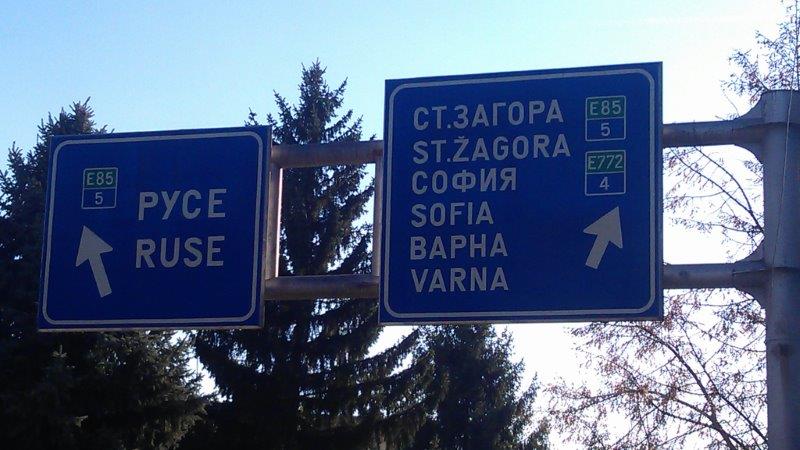 E85
5
РУСЕ
RUSE
СТ.ЗАГОРА
ST.ŽAGORA
СОФИЯ
SOFIA
ВАРНА
VARNA
E85
5
E772
4